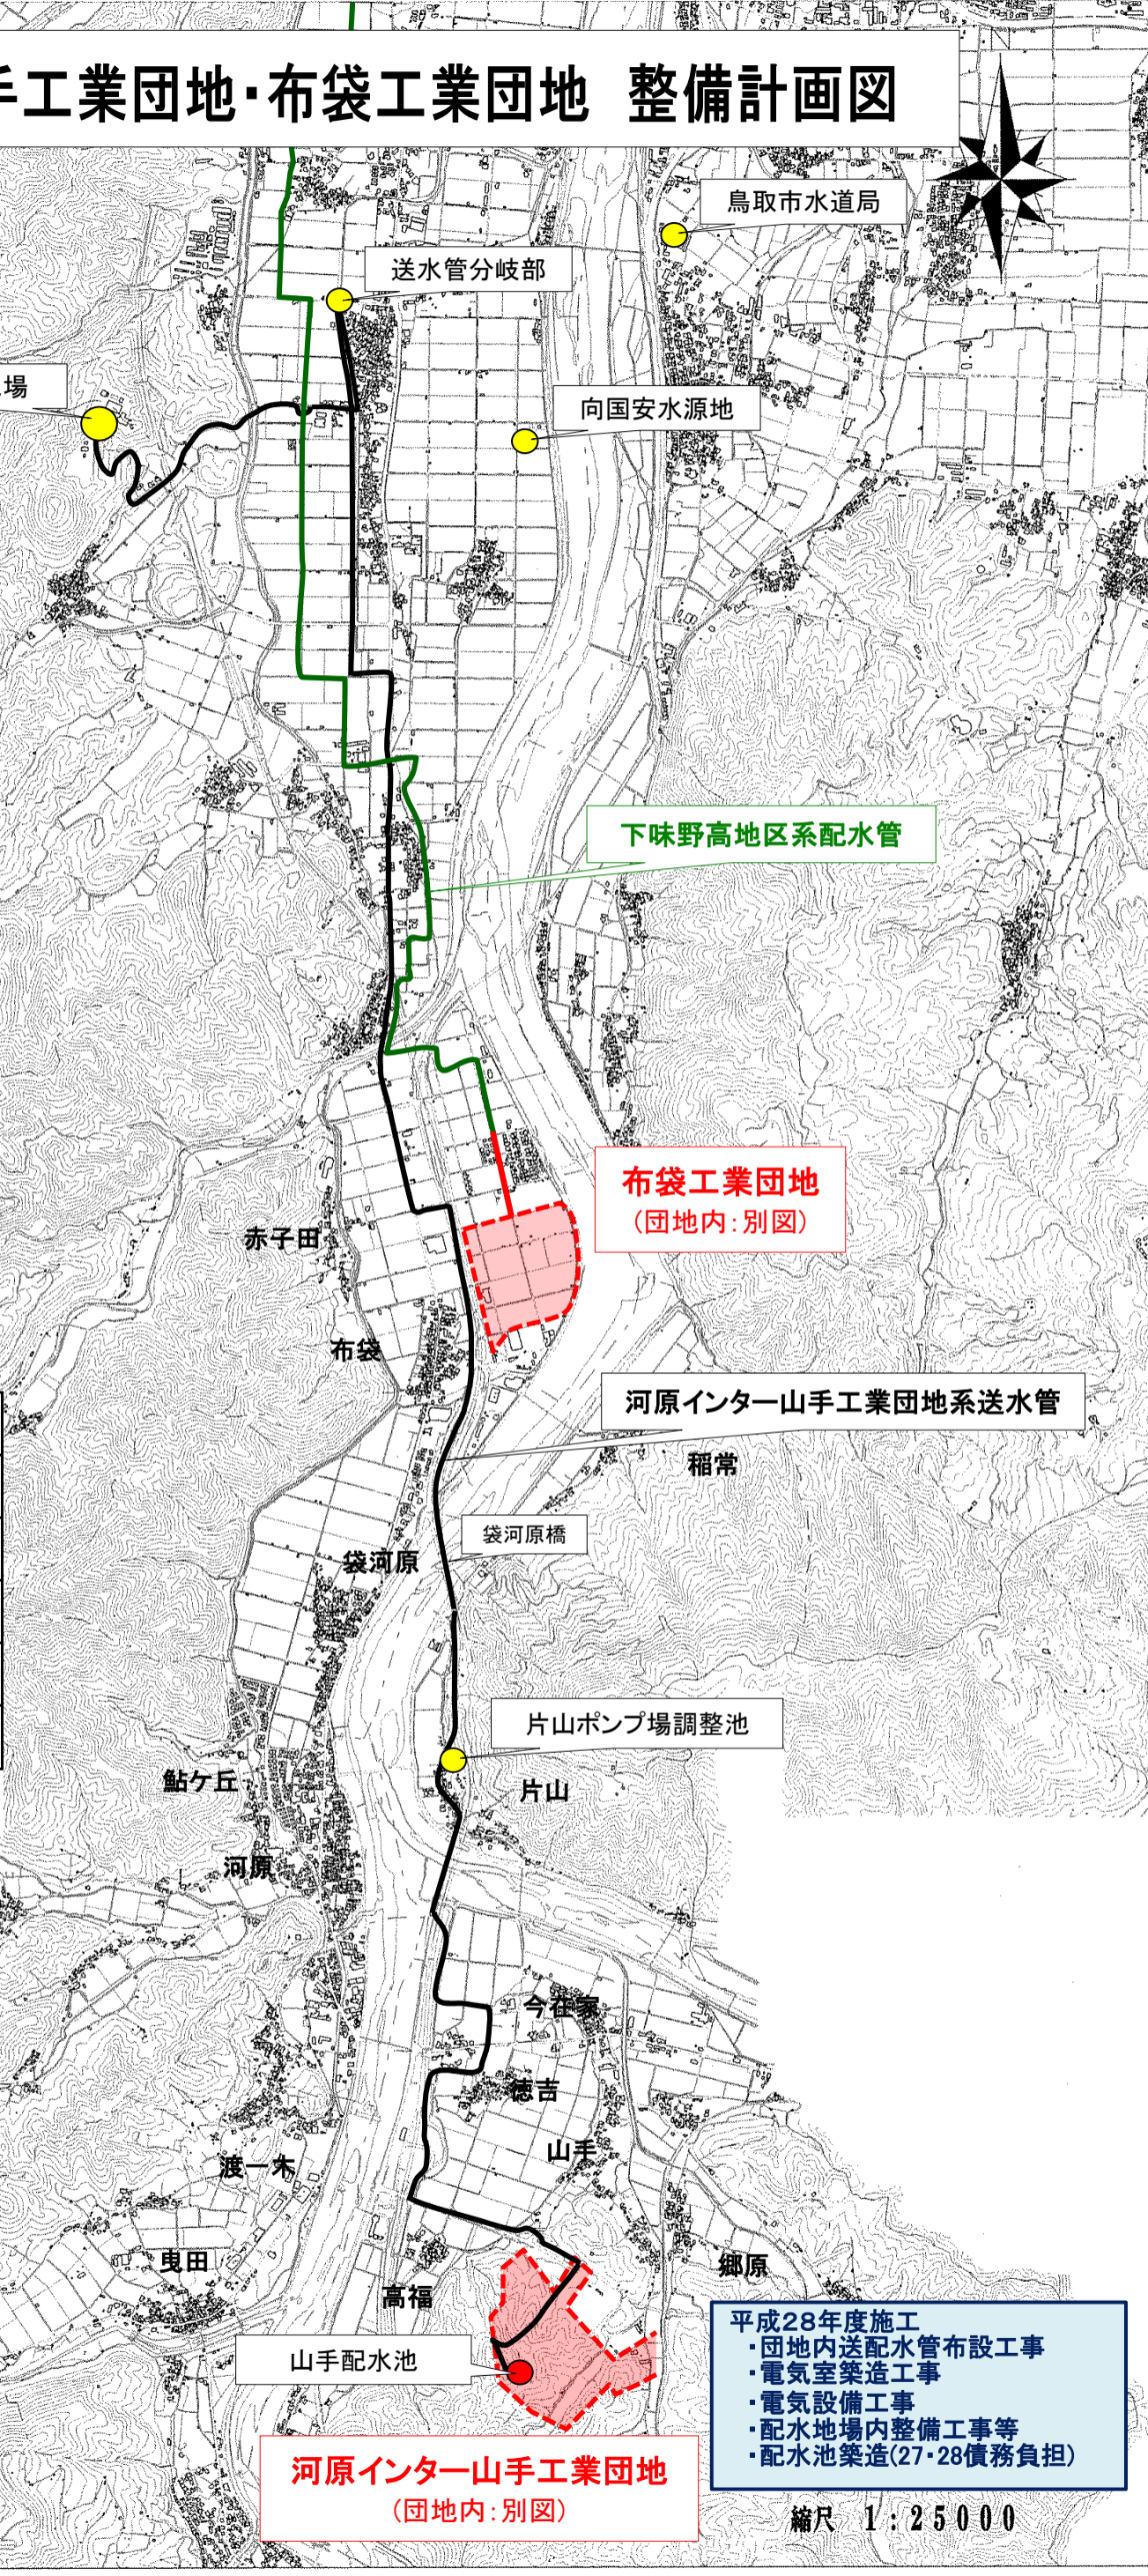 手工業団地・布袋工業団地 整備計画図
鳥取市水道局
送水管分岐部
場
向国安水源地
下味野高地区系配水管
布袋工業団地
(団地内:別図)
赤子田
布袋
河原インター山手工業団地系送水管
稲常
袋河原橋
袋河原
片山ポンプ場調整池
鮎ケ丘
片山
河原
今在家
徳吉
山手
渡一木
曳田
郷原
高福
山手配水池
平成28年度施工
・団地内送配水管布設工事
・電気室築造工事
・電気設備工事
・配水地場内整備工事等
・配水池築造(27・28債務負担)
河原インター山手工業団地
(団地内:別図)
縮尺 1:25000